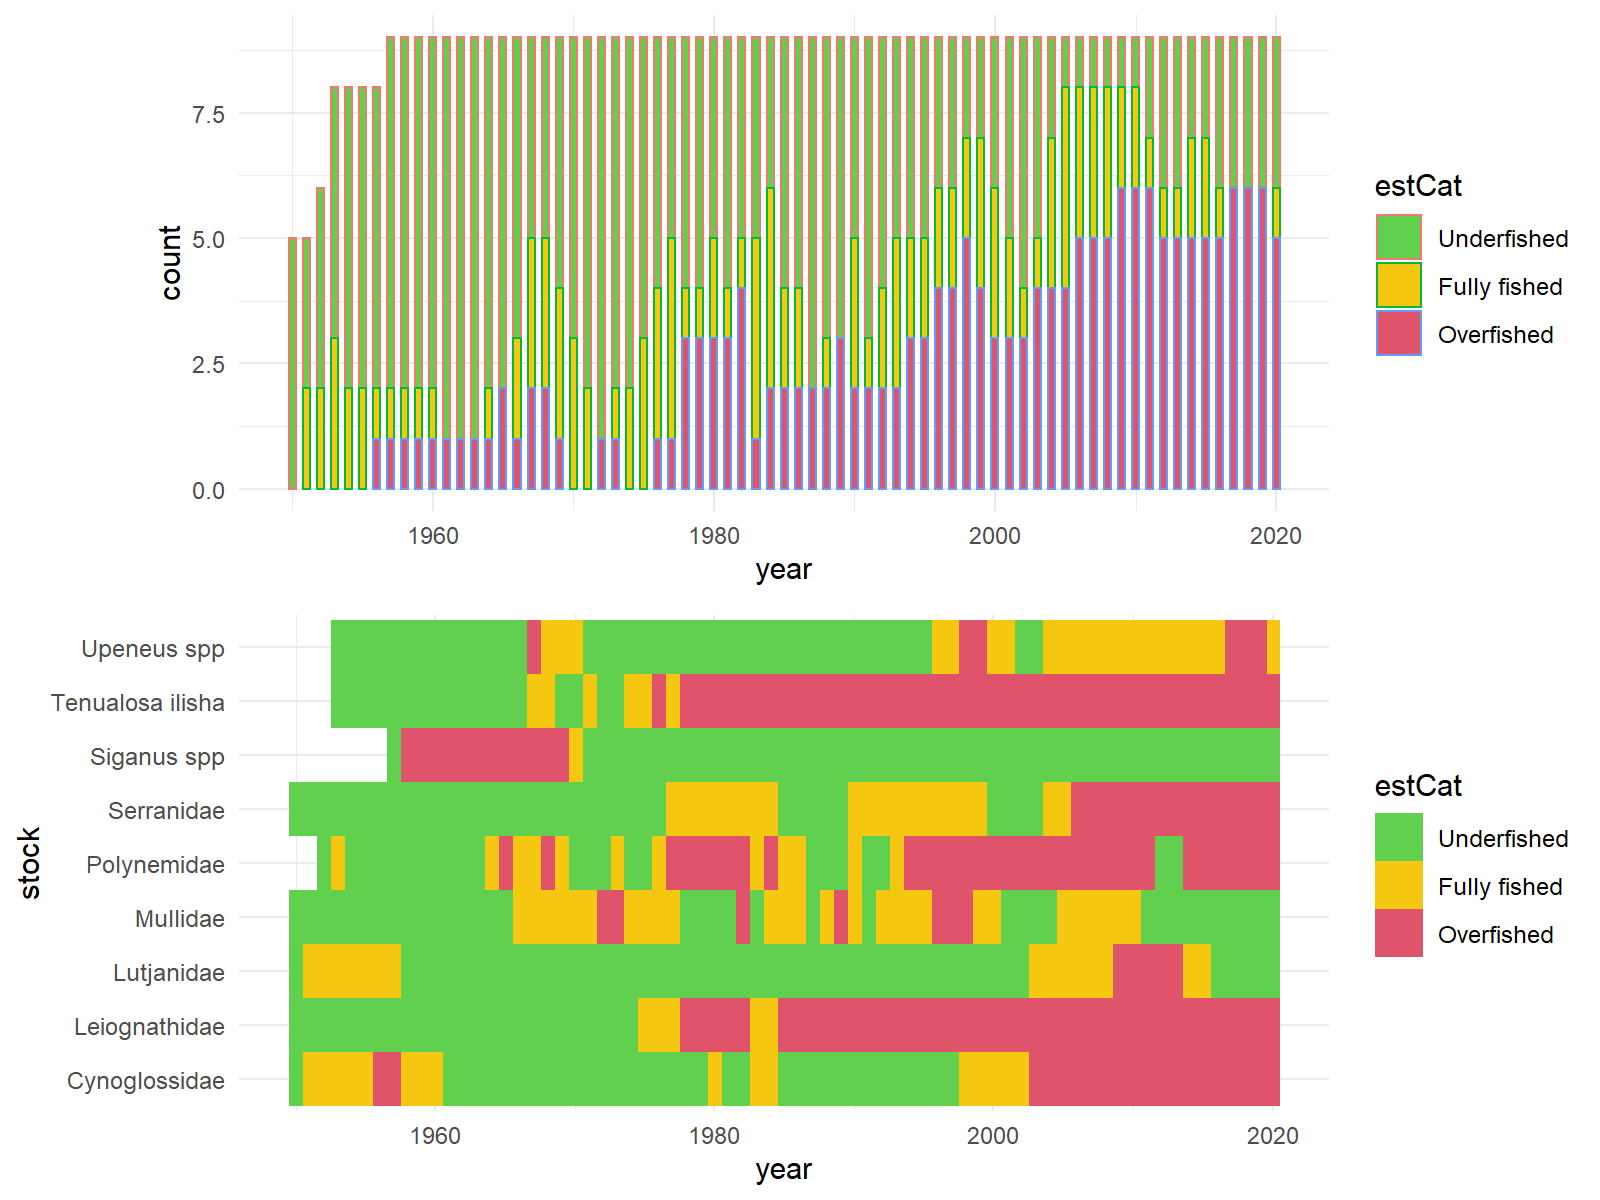 count
7.5
5.0
2.5
0.0
1960 1980 2000 2020
year
estCat
Underfished
Fully fished
Overfished
stock
Upeneus spp
Tenualosa ilisha
Siganus spp
Serranidae
Polynemidae
Mullidae
Lutjanidae
Leiognathidae
Cynoglossidae
1960 1980 2000 2020
year
estCat
Underfished
Fully fished
Overfished